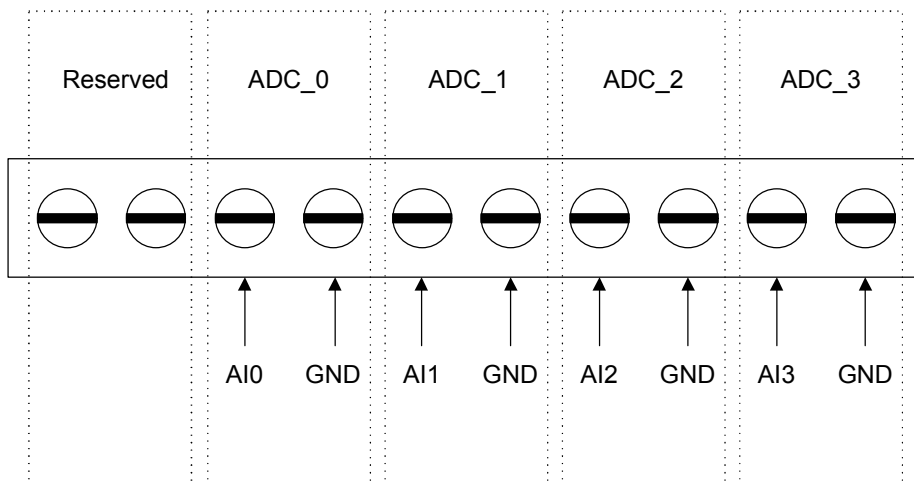 Reserved ADC_0 ADC_1 ADC_2 ADC_3
AI0 GND AI1 GND AI2 GND AI3 GND